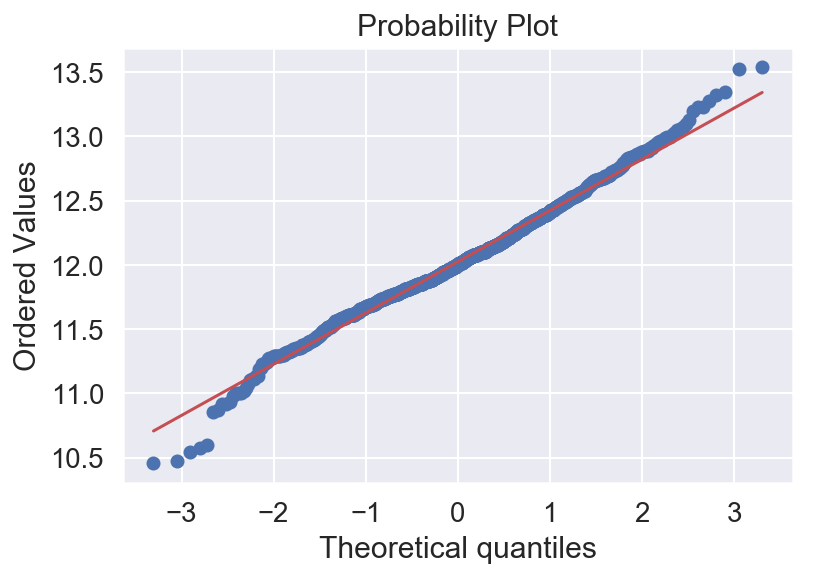 Probability Plot
Ordered Values
13.5
13.0
12.5
12.0
11.5
11.0
10.5
−3 −2 −1 0 1 2 3
Theoretical quantiles